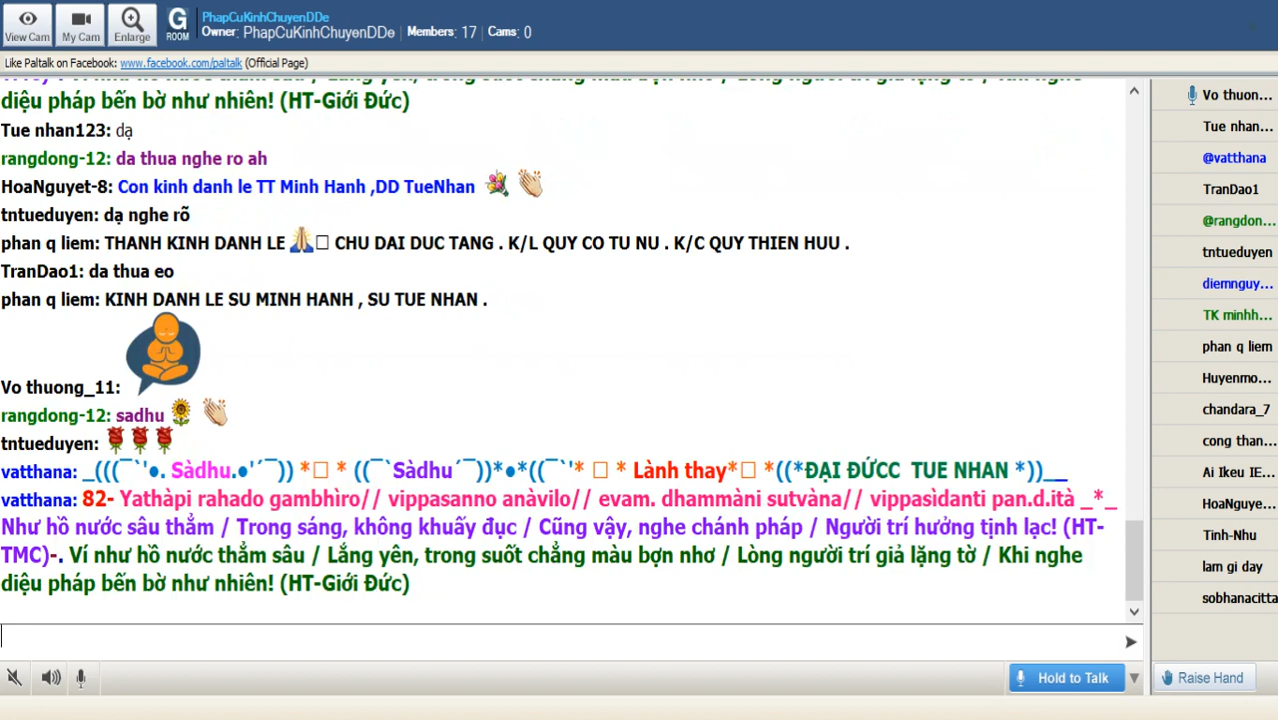 View Cam
My Cam
Enlarge
G
ROOM
PhapCuKinhChuyenDDe
Owner: PhapCuKinhChuyenDDe Members: 17 Cams: 0
Like Paltalk on Facebook: www.facebook.com/paltalk (Official Page)
diệu pháp bến bờ như nhiên! (HT-Giới Đức)
Tue nhan123: dạ
rangdong-12: da thua nghe ro ah
HoaNguyet-8: Con kinh danh le TT Minh Hanh ,DD TueNhan
tntueduyen: dạ nghe rõ
phan q liem: THANH KINH DANH LE CHU DAI DUC TANG . K/L QUY CO TU NU . K/C QUY THIEN HUU .
TranDao1: da thua eo
phan q liem: KINH DANH LE SU MINH HANH , SU TUE NHAN .
Vo thuong_11:
rangdong-12: sadhu
tntueduyen:
vatthana: _(((¯`'●. Sàdhu.●'´¯)) *□ * ((¯`Sàdhu´¯))*●*((¯`'* □ * Lành thay*□ *((*ĐẠI ĐỨCC TUE NHAN *))__
vatthana: 82- Yathàpi rahado gambhìro// vippasanno anàvilo// evam. dhammàni sutvàna// vippasìdanti pan.d.ità _*_
Như hồ nước sâu thẳm / Trong sáng, không khuấy đục / Cũng vậy, nghe chánh pháp / Người trí hưởng tịnh lạc! (HT-
TMC)-. Ví như hồ nước thẳm sâu / Lắng yên, trong suốt chẳng màu bợn nhơ / Lòng người trí giả lặng tờ / Khi nghe
diệu pháp bến bờ như nhiên! (HT-Giới Đức)
Hold to Talk
Vo thuon...
Tue nhan...
@vatthana
TranDao1
@rangdon...
tntueduyen
diemnguy...
TK minhh...
phan q liem
Huyenmo...
chandara_7
cong than...
Ai Ikeu IE...
HoaNguye...
Tinh-Nhu
lam gi day
sobhanacitta
Raise Hand